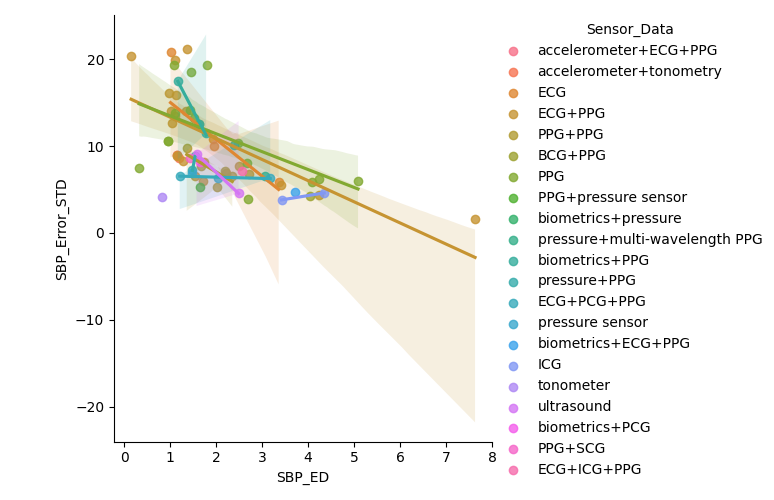 Sensor_Data
accelerometer+ECG+PPG
accelerometer+tonometry
ECG
ECG+PPG
PPG+PPG
BCG+PPG
PPG
PPG+pressure sensor
biometrics+pressure
pressure+multi-wavelength PPG
biometrics+PPG
pressure+PPG
ECG+PCG+PPG
pressure sensor
biometrics+ECG+PPG
ICG
tonometer
ultrasound
biometrics+PCG
PPG+SCG
ECG+ICG+PPG
SBP_Error_STD
20
10
0
−10
−20
0 1 2 3 4 5 6 7 8
SBP_ED